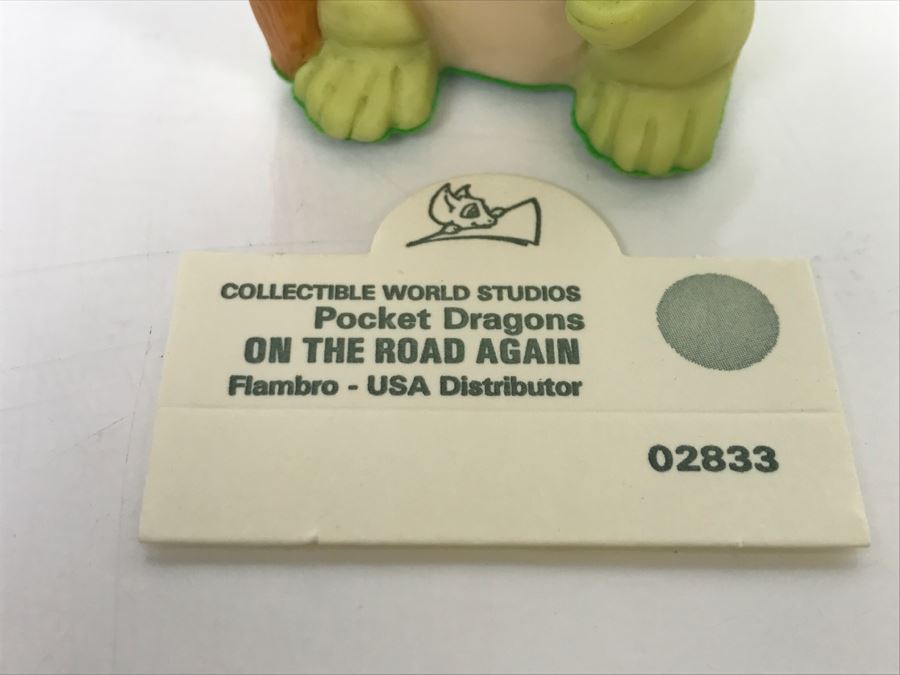 COLLECTIBLE WORLD STUDIOS
Pocket Dragons
ON THE ROAD AGAIN
Flambro - USA Distributor
02833